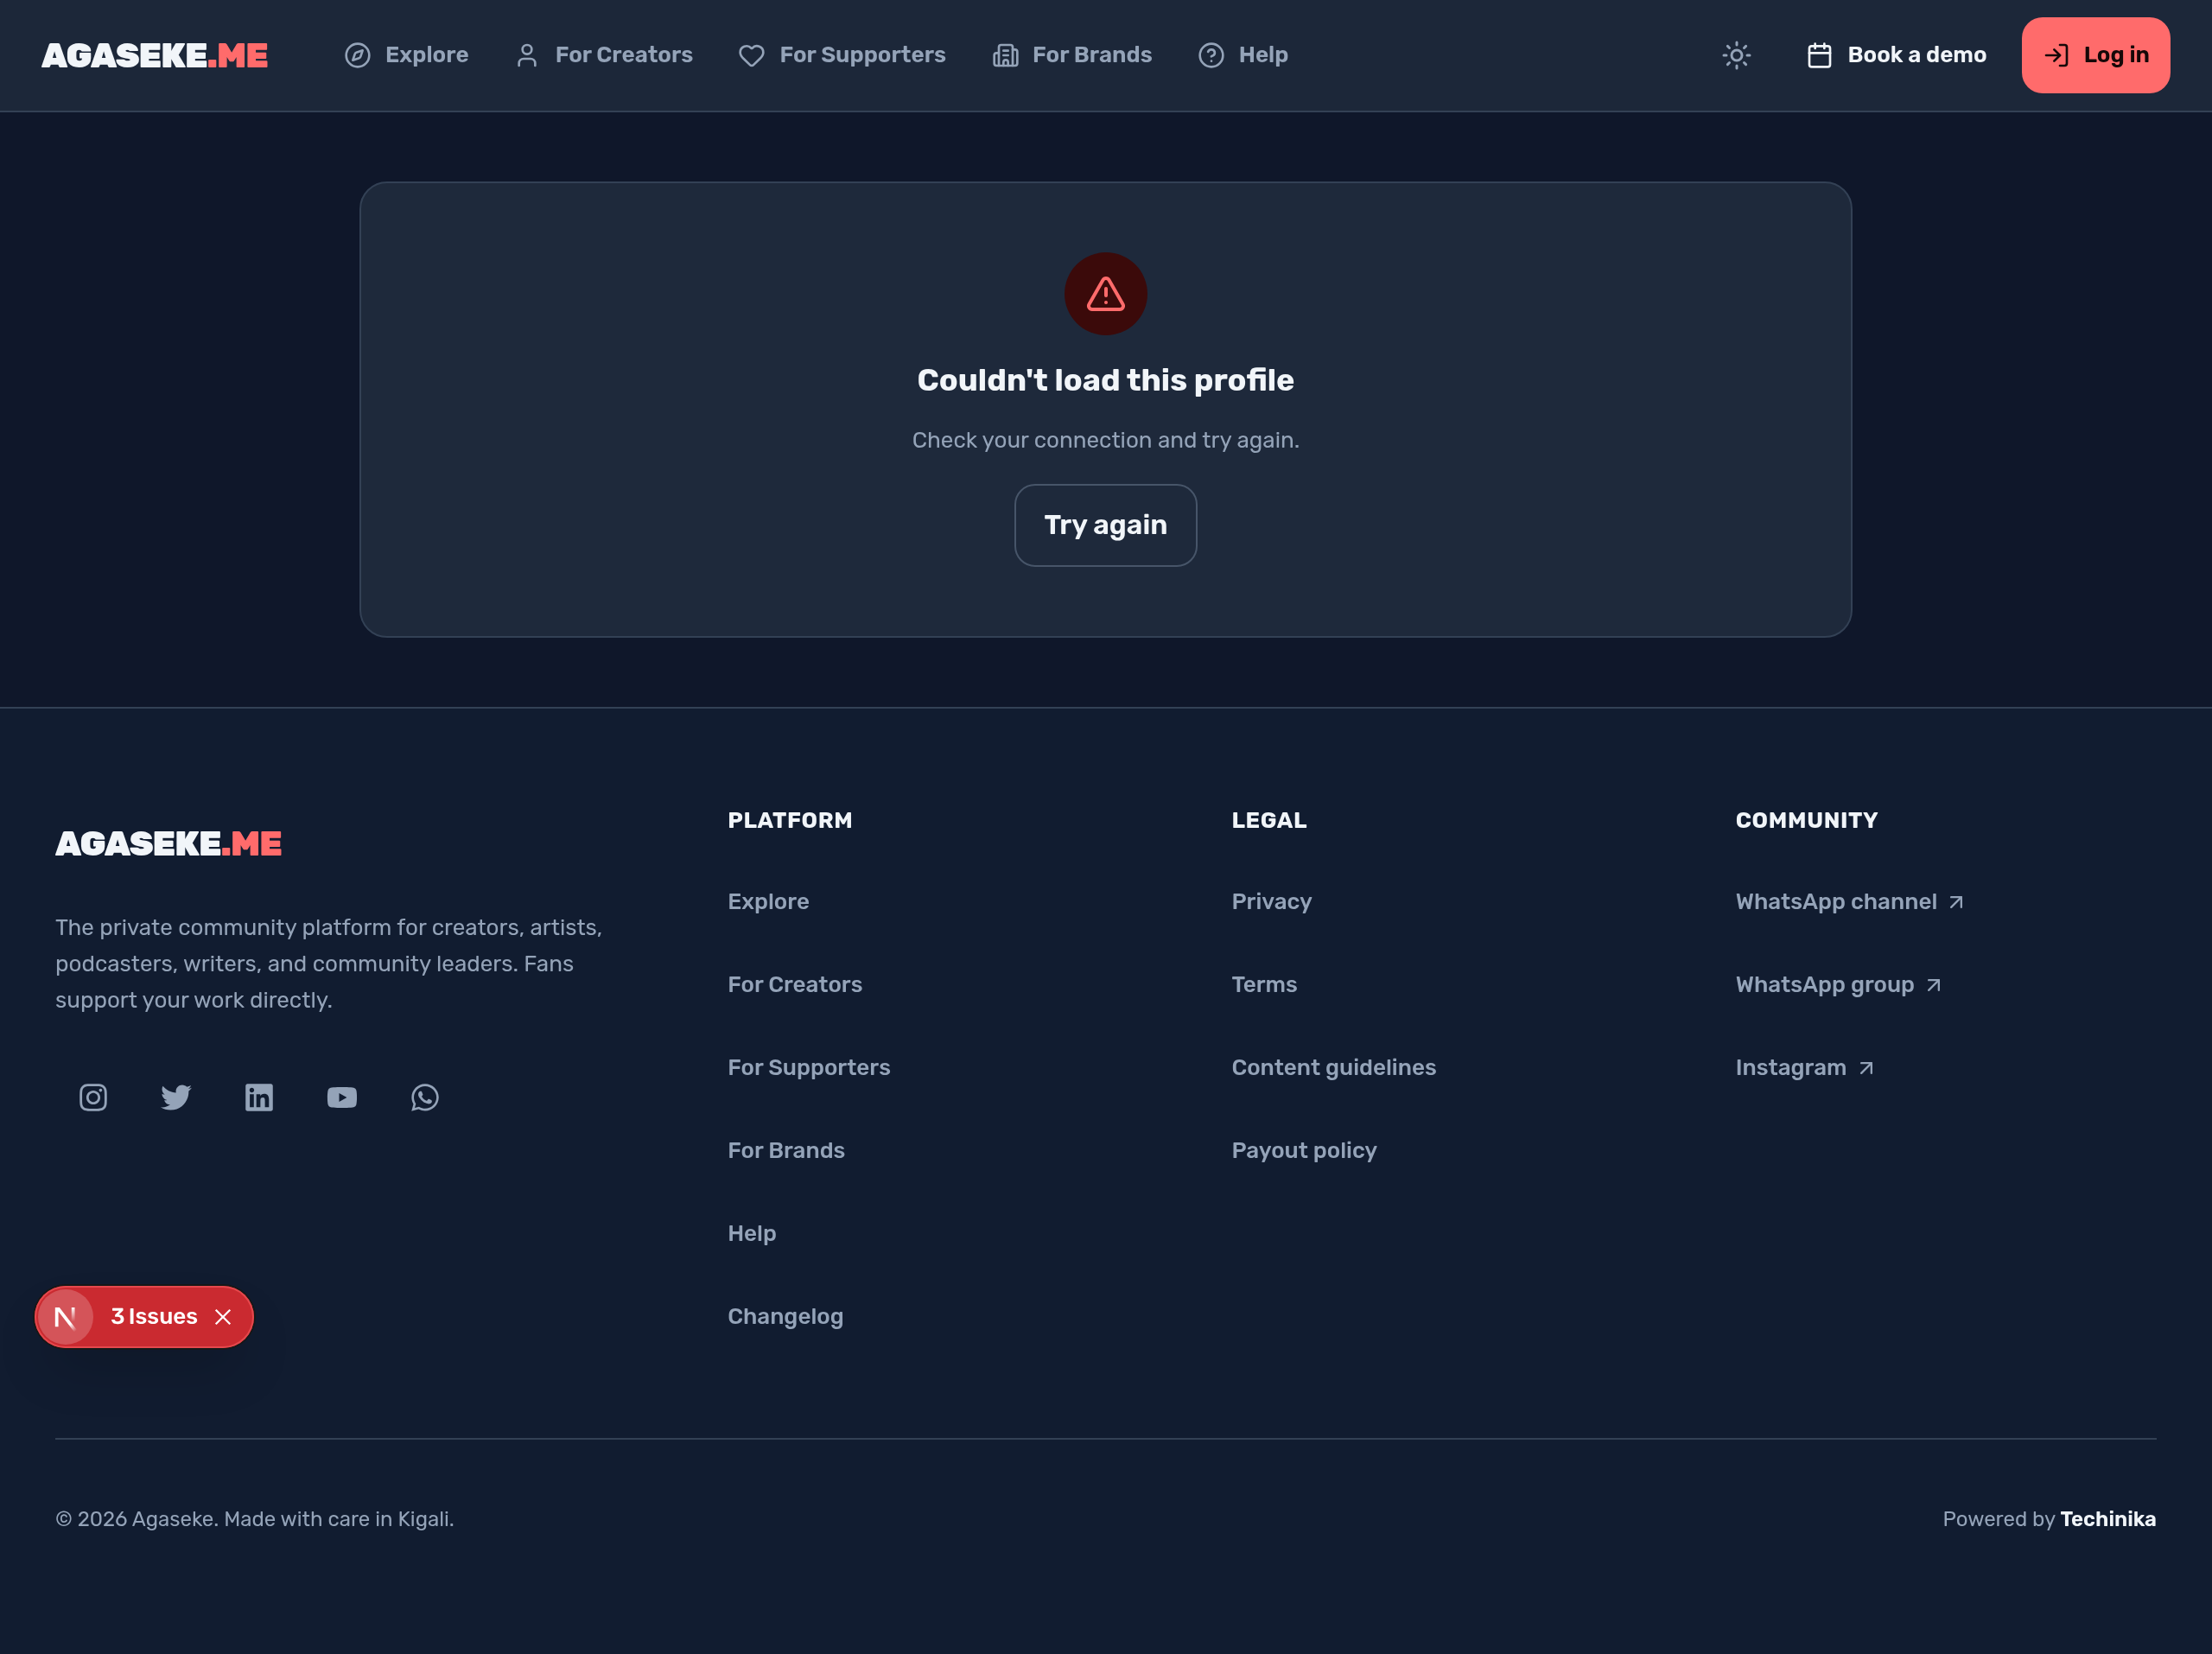 AGASEKE.ME
Explore
For Creators
For Supporters
For Brands
Help
Book a demo
Log in
Couldn't load this profile
Check your connection and try again.
Try again
AGASEKE.ME
The private community platform for creators, artists,
podcasters, writers, and community leaders. Fans
support your work directly.
PLATFORM
Explore
For Creators
For Supporters
For Brands
Help
Changelog
LEGAL
Privacy
Terms
Content guidelines
Payout policy
COMMUNITY
WhatsApp channel
WhatsApp group
Instagram
N 3 Issues
© 2026 Agaseke. Made with care in Kigali.
Powered by Techinika